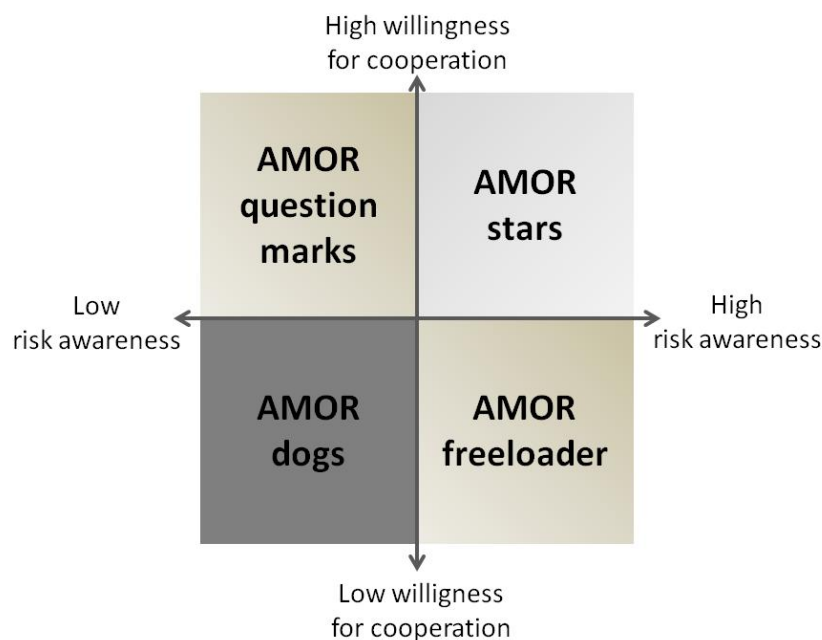 High willingness
for cooperation
AMOR
question
marks
AMOR
stars
Low
risk awareness
High
risk awareness
AMOR
dogs
AMOR
freeloader
Low willigness
for cooperation